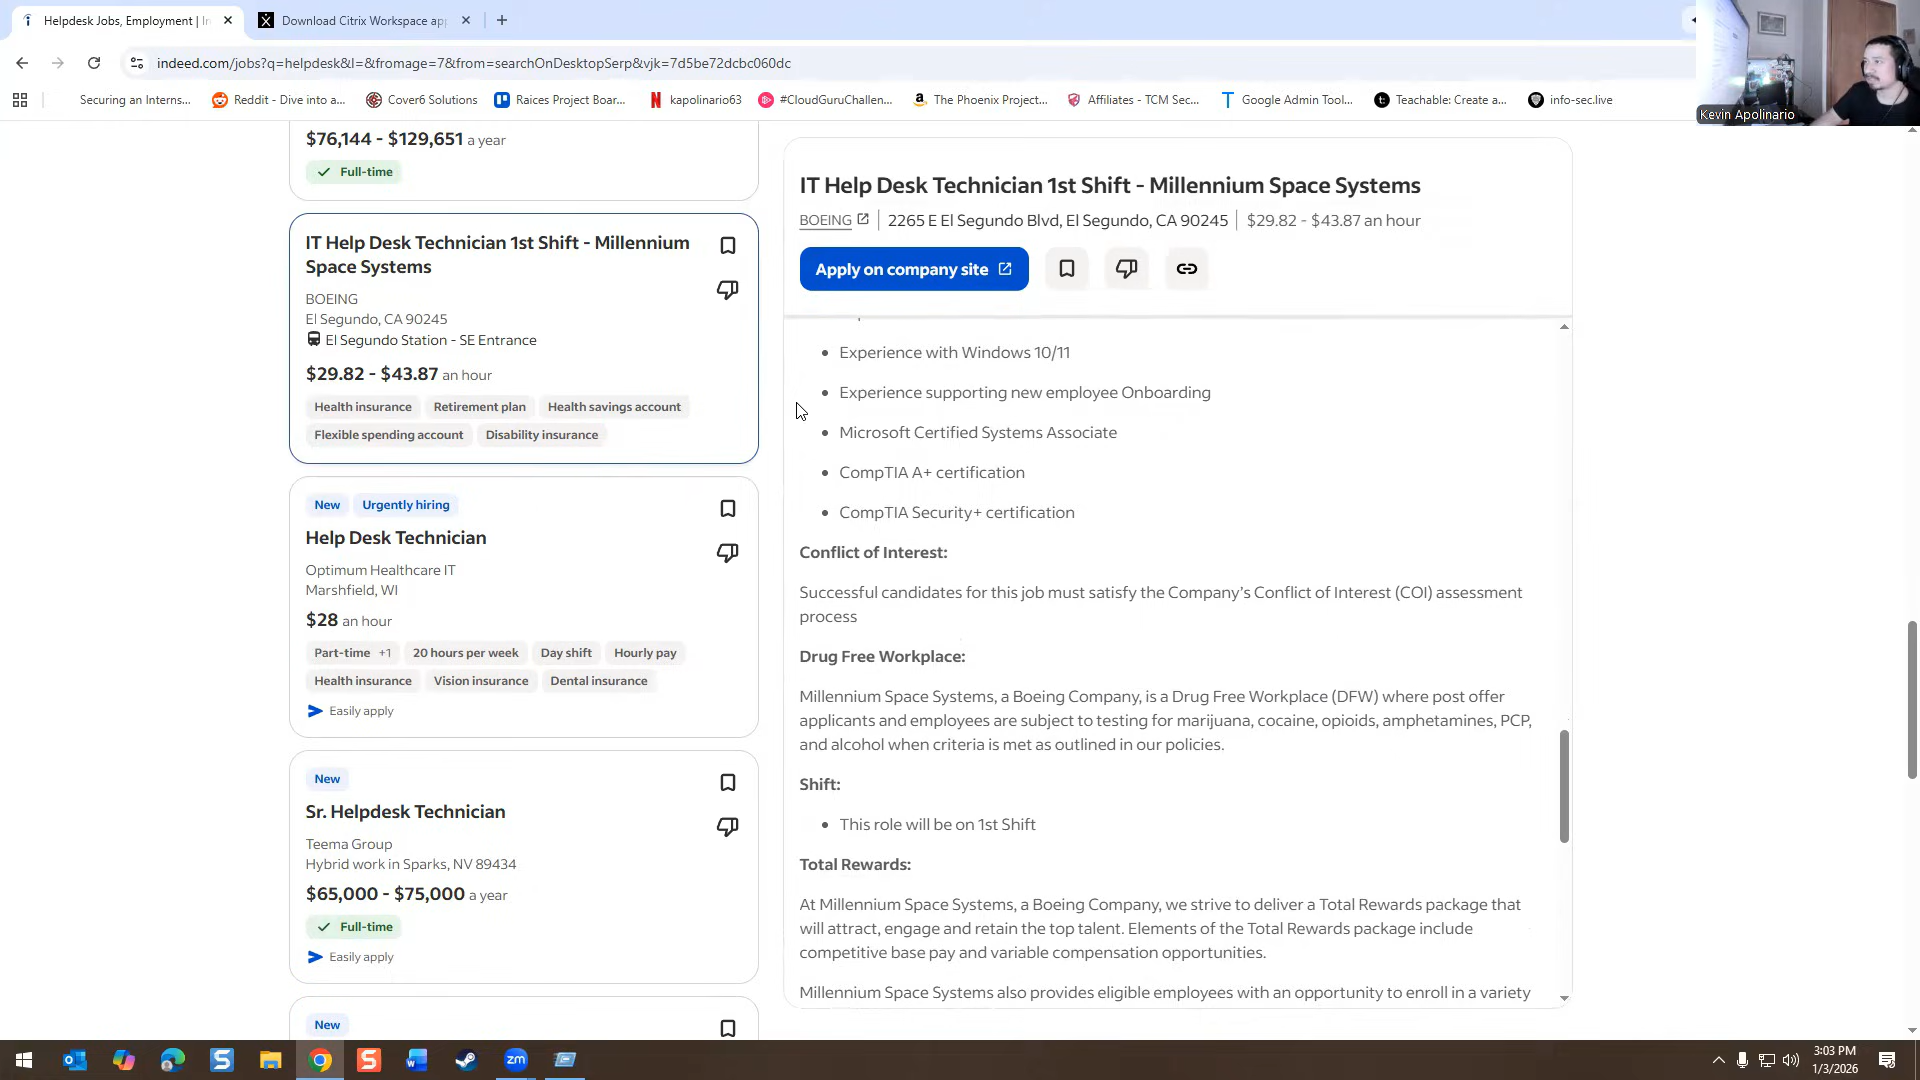 Helpdesk Jobs, Employment | In
Download Citrix Workspace app
indeed.com/jobs?q=helpdesk&l=&fromage=7&from=searchOnDesktopSerp&vjk=7d5be72dcbc060dc
Securing an Interns...
Reddit - Dive into a...
Cover6 Solutions
Raices Project Boar...
kapolinario63
#CloudGuruChallen...
The Phoenix Project...
Affiliates - TCM Sec...
Google Admin Tool...
Teachable: Create a...
info-sec.live
Kevin Apolinario
$76,144 - $129,651 a year
Full-time
IT Help Desk Technician 1st Shift - Millennium
Space Systems
BOEING
El Segundo, CA 90245
El Segundo Station - SE Entrance
$29.82 - $43.87 an hour
Health insurance Retirement plan Health savings account
Flexible spending account Disability insurance
New Urgently hiring
Help Desk Technician
Optimum Healthcare IT
Marshfield, WI
$28 an hour
Part-time +1 20 hours per week Day shift Hourly pay
Health insurance Vision insurance Dental insurance
Easily apply
New
Sr. Helpdesk Technician
Teema Group
Hybrid work in Sparks, NV 89434
$65,000 - $75,000 a year
Full-time
Easily apply
New
IT Help Desk Technician 1st Shift - Millennium Space Systems
BOEING 2265 E El Segundo Blvd, El Segundo, CA 90245 $29.82 - $43.87 an hour
Apply on company site
Experience with Windows 10/11
Experience supporting new employee Onboarding
Microsoft Certified Systems Associate
CompTIA A+ certification
CompTIA Security+ certification
Conflict of Interest:
Successful candidates for this job must satisfy the Company's Conflict of Interest (COI) assessment
process
Drug Free Workplace:
Millennium Space Systems, a Boeing Company, is a Drug Free Workplace (DFW) where post offer
applicants and employees are subject to testing for marijuana, cocaine, opioids, amphetamines, PCP,
and alcohol when criteria is met as outlined in our policies.
Shift:
This role will be on 1st Shift
Total Rewards:
At Millennium Space Systems, a Boeing Company, we strive to deliver a Total Rewards package that
will attract, engage and retain the top talent. Elements of the Total Rewards package include
competitive base pay and variable compensation opportunities.
Millennium Space Systems also provides eligible employees with an opportunity to enroll in a variety
3:03 PM
1/3/2026